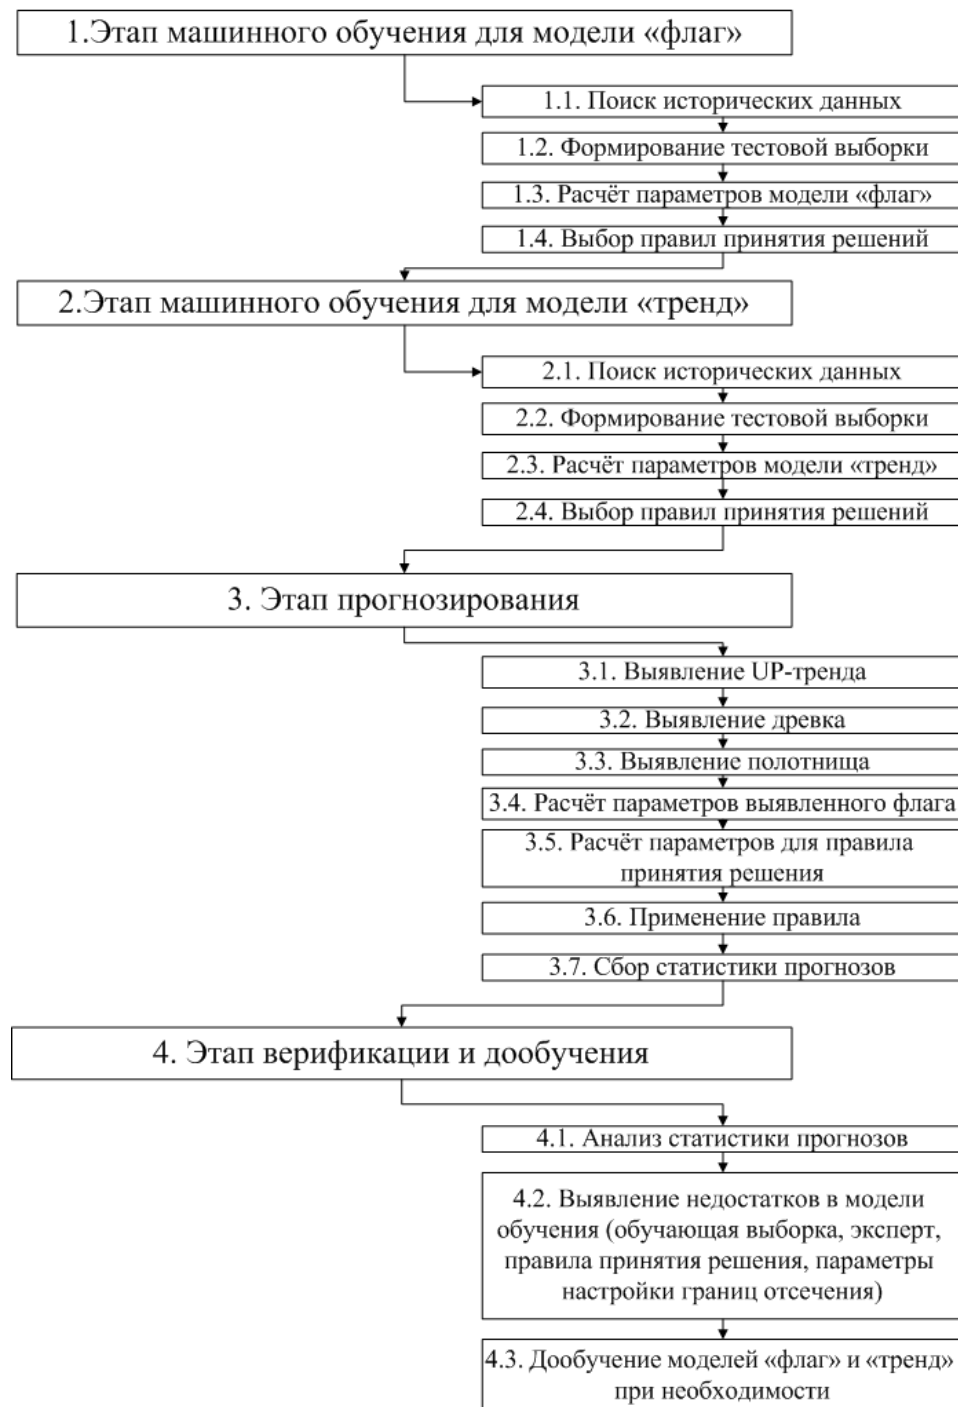 1.Этап машинного обучения для модели «флаг»
1.1. Поиск исторических данных
1.2. Формирование тестовой выборки
1.3. Расчёт параметров модели «флаг»
1.4. Выбор правил принятия решений
2.Этап машинного обучения для модели «тренд»
2.1. Поиск исторических данных
2.2. Формирование тестовой выборки
2.3. Расчёт параметров модели «тренд»
2.4. Выбор правил принятия решений
3. Этап прогнозирования
3.1. Выявление UP-тренда
3.2. Выявление древка
3.3. Выявление полотнища
3.4. Расчёт параметров выявленного флага
3.5. Расчёт параметров для правила
принятия решения
3.6. Применение правила
3.7. Сбор статистики прогнозов
4. Этап верификации и дообучения
4.1. Анализ статистики прогнозов
4.2. Выявление недостатков в модели
обучения (обучающая выборка, эксперт,
правила принятия решения, параметры
настройки границ отсечения)
4.3. Дообучение моделей «флаг» и «тренд»
при необходимости